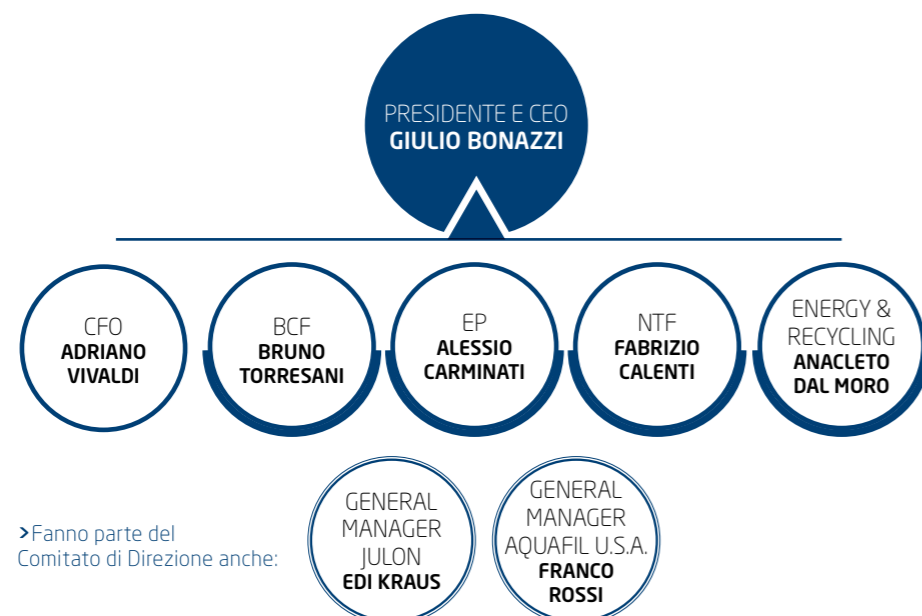 PRESIDENTE E CEO
GIULIO BONAZZI
CFO
ADRIANO
VIVALDI
BCF
BRUNO
TORRESANI
EP
ALESSIO
CARMINATI
NTF
FABRIZIO
CALENTI
ENERGY &
RECYCLING
ANACLETO
DAL MORO
>Fanno parte del
Comitato di Direzione anche:
GENERAL
MANAGER
JULON
EDI KRAUS
GENERAL
MANAGER
AQUAFIL U.S.A.
FRANCO
ROSSI